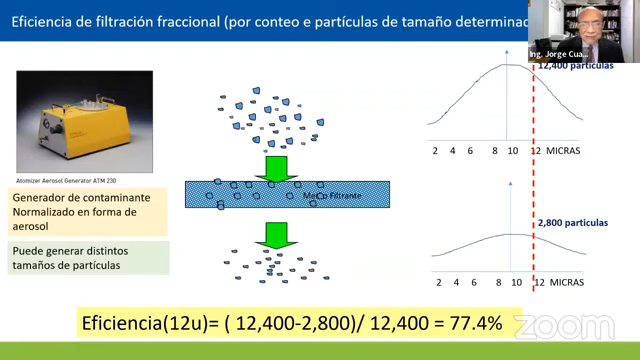 Eficiencia de filtración fraccional (por conteo e partículas de tamaño determinad
Ing. Jorge Cua
12,400 partículas
2 4 6 8 10 12 MICRAS
Atomizer Aerosol Generator ATM 230
Medio Filtrante
Generador de contaminante
Normalizado en forma de
aerosol
Puede generar distintos
tamaños de partículas
2,800 partículas
2 4 6 8 10 12 MICRAS
Eficiencia(12u)= ( 12,400-2,800)/ 12,400 = 77.4%
zoom